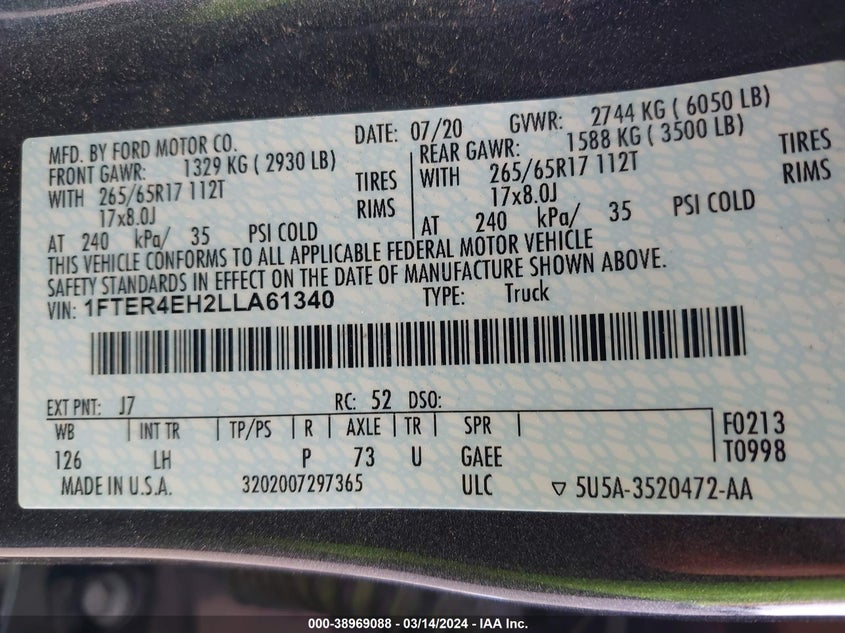 MFD. BY FORD MOTOR CO. DATE: 07/20 GVWR: 2744 KG ( 6050 LB)
FRONT GAWR: 1329 KG ( 2930 LB) REAR GAWR: 1588 KG ( 3500 LB)
WITH 265/65R17 112T TIRES WITH 265/65R17 112T TIRES
17x8.0J RIMS 17x8.0J RIMS
AT 240 kPa/ 35 PSI COLD AT 240 kPa/ 35 PSI COLD
THIS VEHICLE CONFORMS TO ALL APPLICABLE FEDERAL MOTOR VEHICLE
SAFETY STANDARDS IN EFFECT ON THE DATE OF MANUFACTURE SHOWN ABOVE.
VIN: 1FTER4EH2LLA61340 TYPE: Truck
EXT PNT: J7 RC: 52 DSO:
WB INT TR TP/PS R AXLE TR SPR F0213
126 LH P 73 U GAEE T0998
MADE IN U.S.A. 3202007297365 ULC ▽ 5U5A-3520472-AA
000-38969088 - 03/14/2024 - IAA Inc.